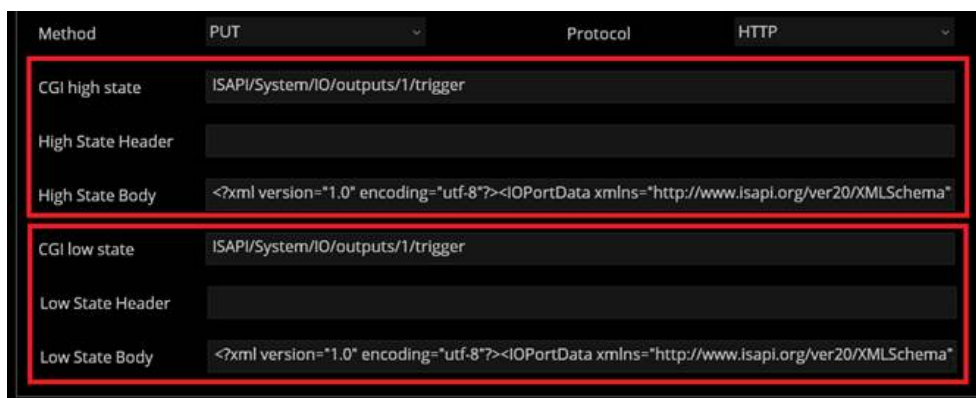 Method PUT Protocol HTTP
CGI high state ISAPI/System/IO/outputs/1/trigger
High State Header
High State Body <?xml version="1.0" encoding="utf-8"?><IOPortData xmlns="http://www.isapi.org/ver20/XMLSchema"
CGI low state ISAPI/System/IO/outputs/1/trigger
Low State Header
Low State Body <?xml version="1.0" encoding="utf-8"?><IOPortData xmlns="http://www.isapi.org/ver20/XMLSchema"